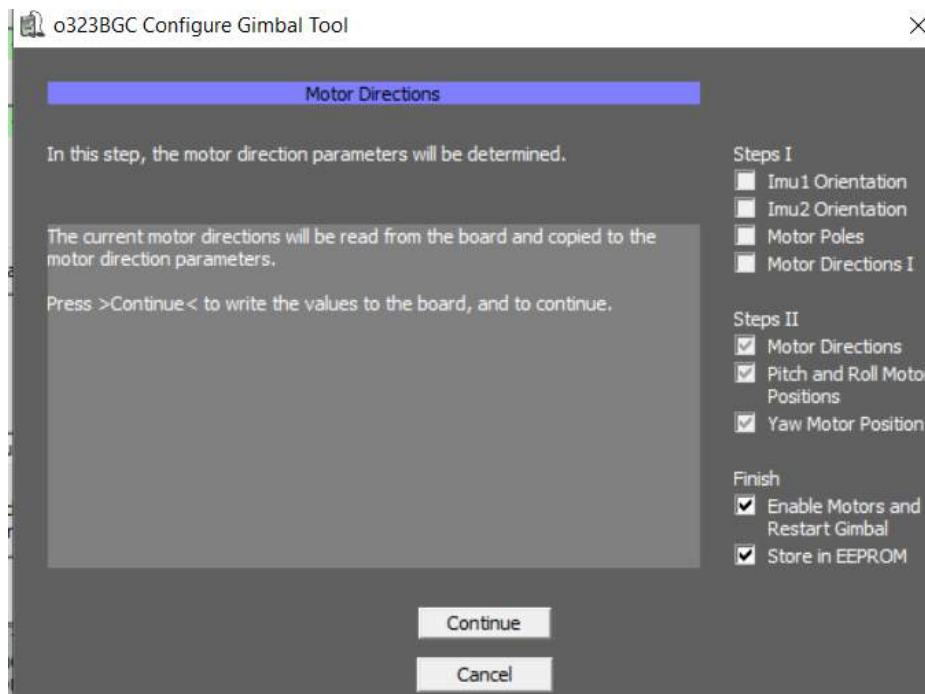 o323BGC Configure Gimbal Tool
Motor Directions
In this step, the motor direction parameters will be determined.
The current motor directions will be read from the board and copied to the
motor direction parameters.
Press >Continue< to write the values to the board, and to continue.
Continue
Cancel
Steps I
Imu1 Orientation
Imu2 Orientation
Motor Poles
Motor Directions I
Steps II
Motor Directions
Pitch and Roll Motor
Positions
Yaw Motor Position
Finish
Enable Motors and
Restart Gimbal
Store in EEPROM